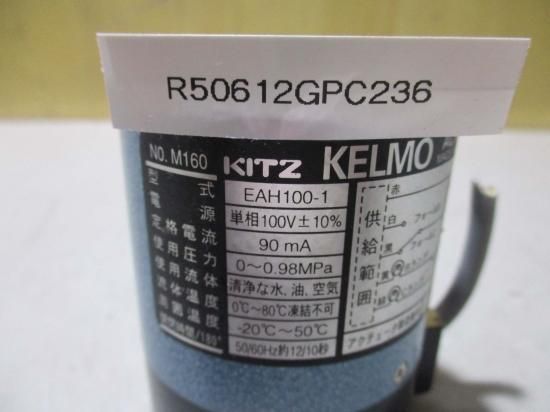 R50612GPC236
NO. M160 KITZ KELMO
型式 EAH100-1
電源 単相100V±10%
定格電流 90 mA
使用圧力 0～0.98MPa
使用流体 清浄な水、油、空気
流体温度 0℃～80℃凍結不可
周囲温度 -20℃～50℃
50/60Hz約12/10秒
供給範囲
赤
白
黒